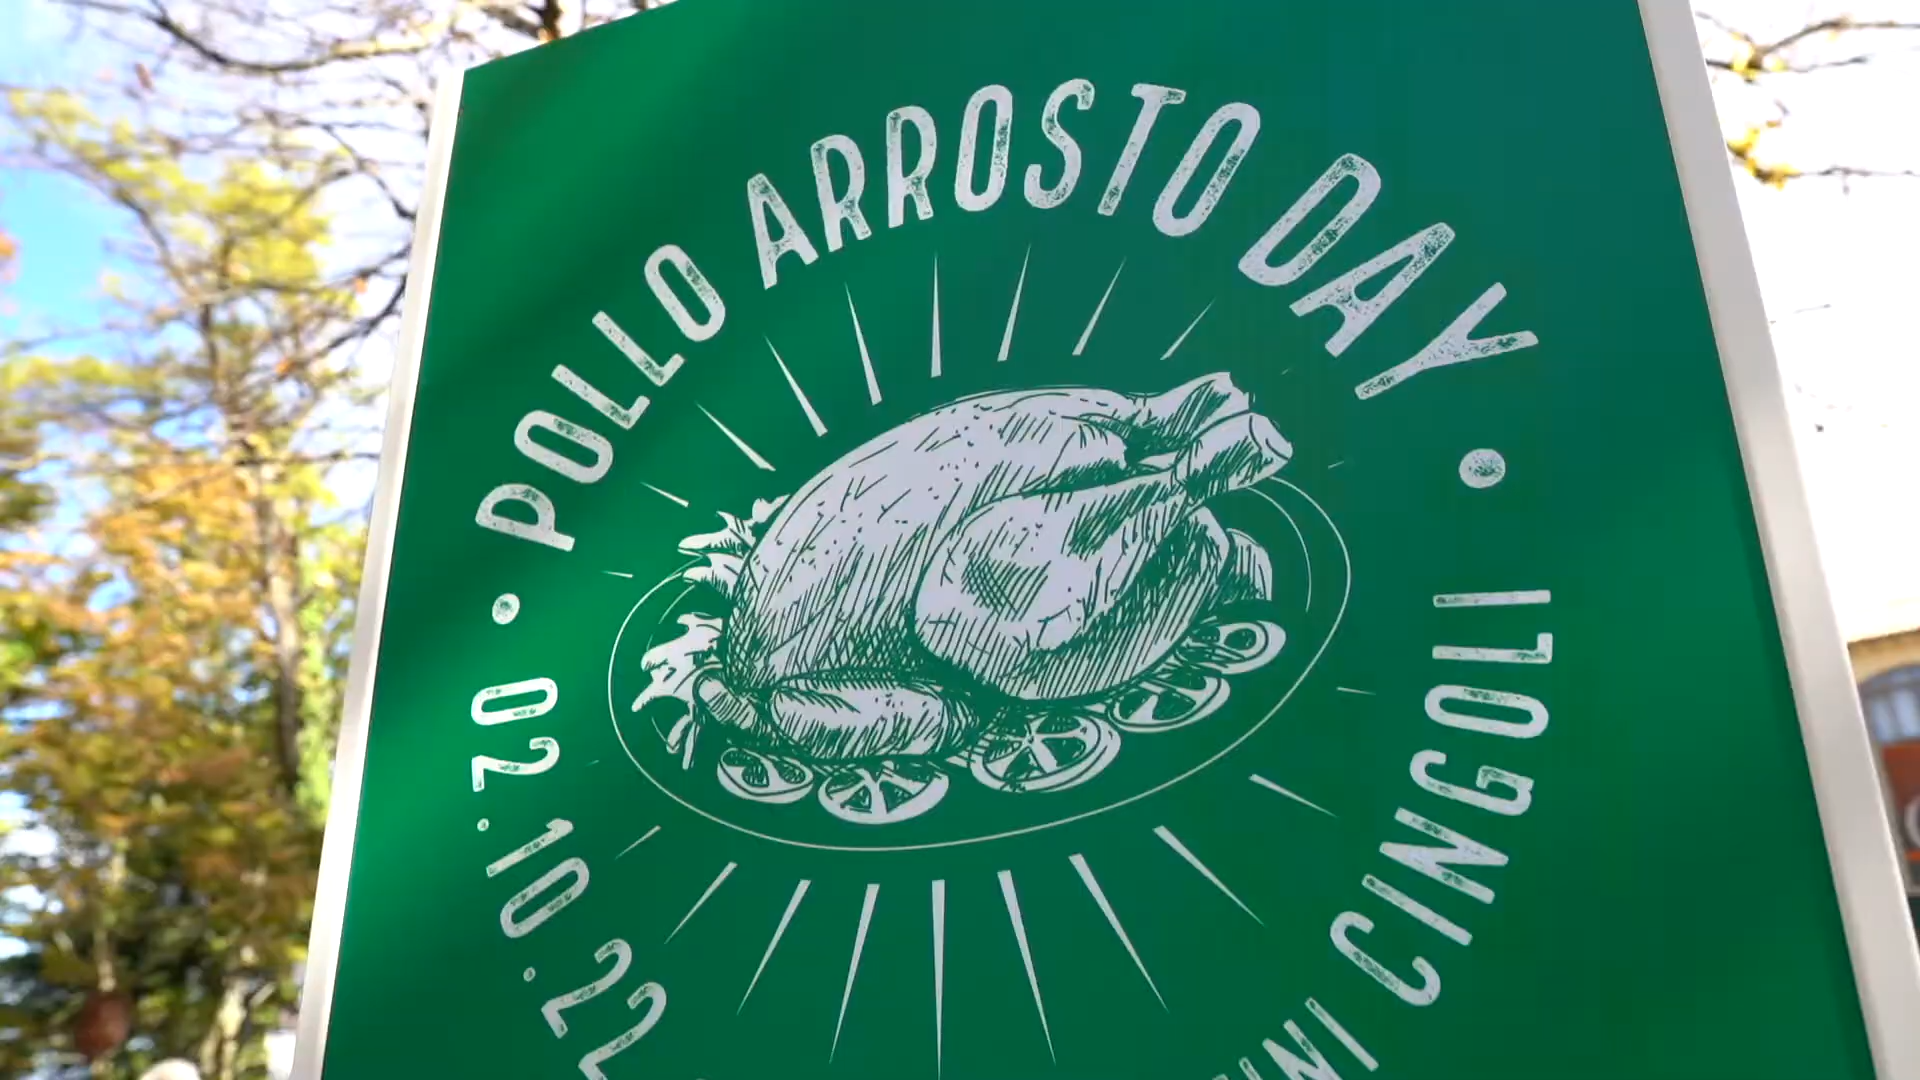 • POLLO ARROSTO DAY •
02.10.22
CINGOLI